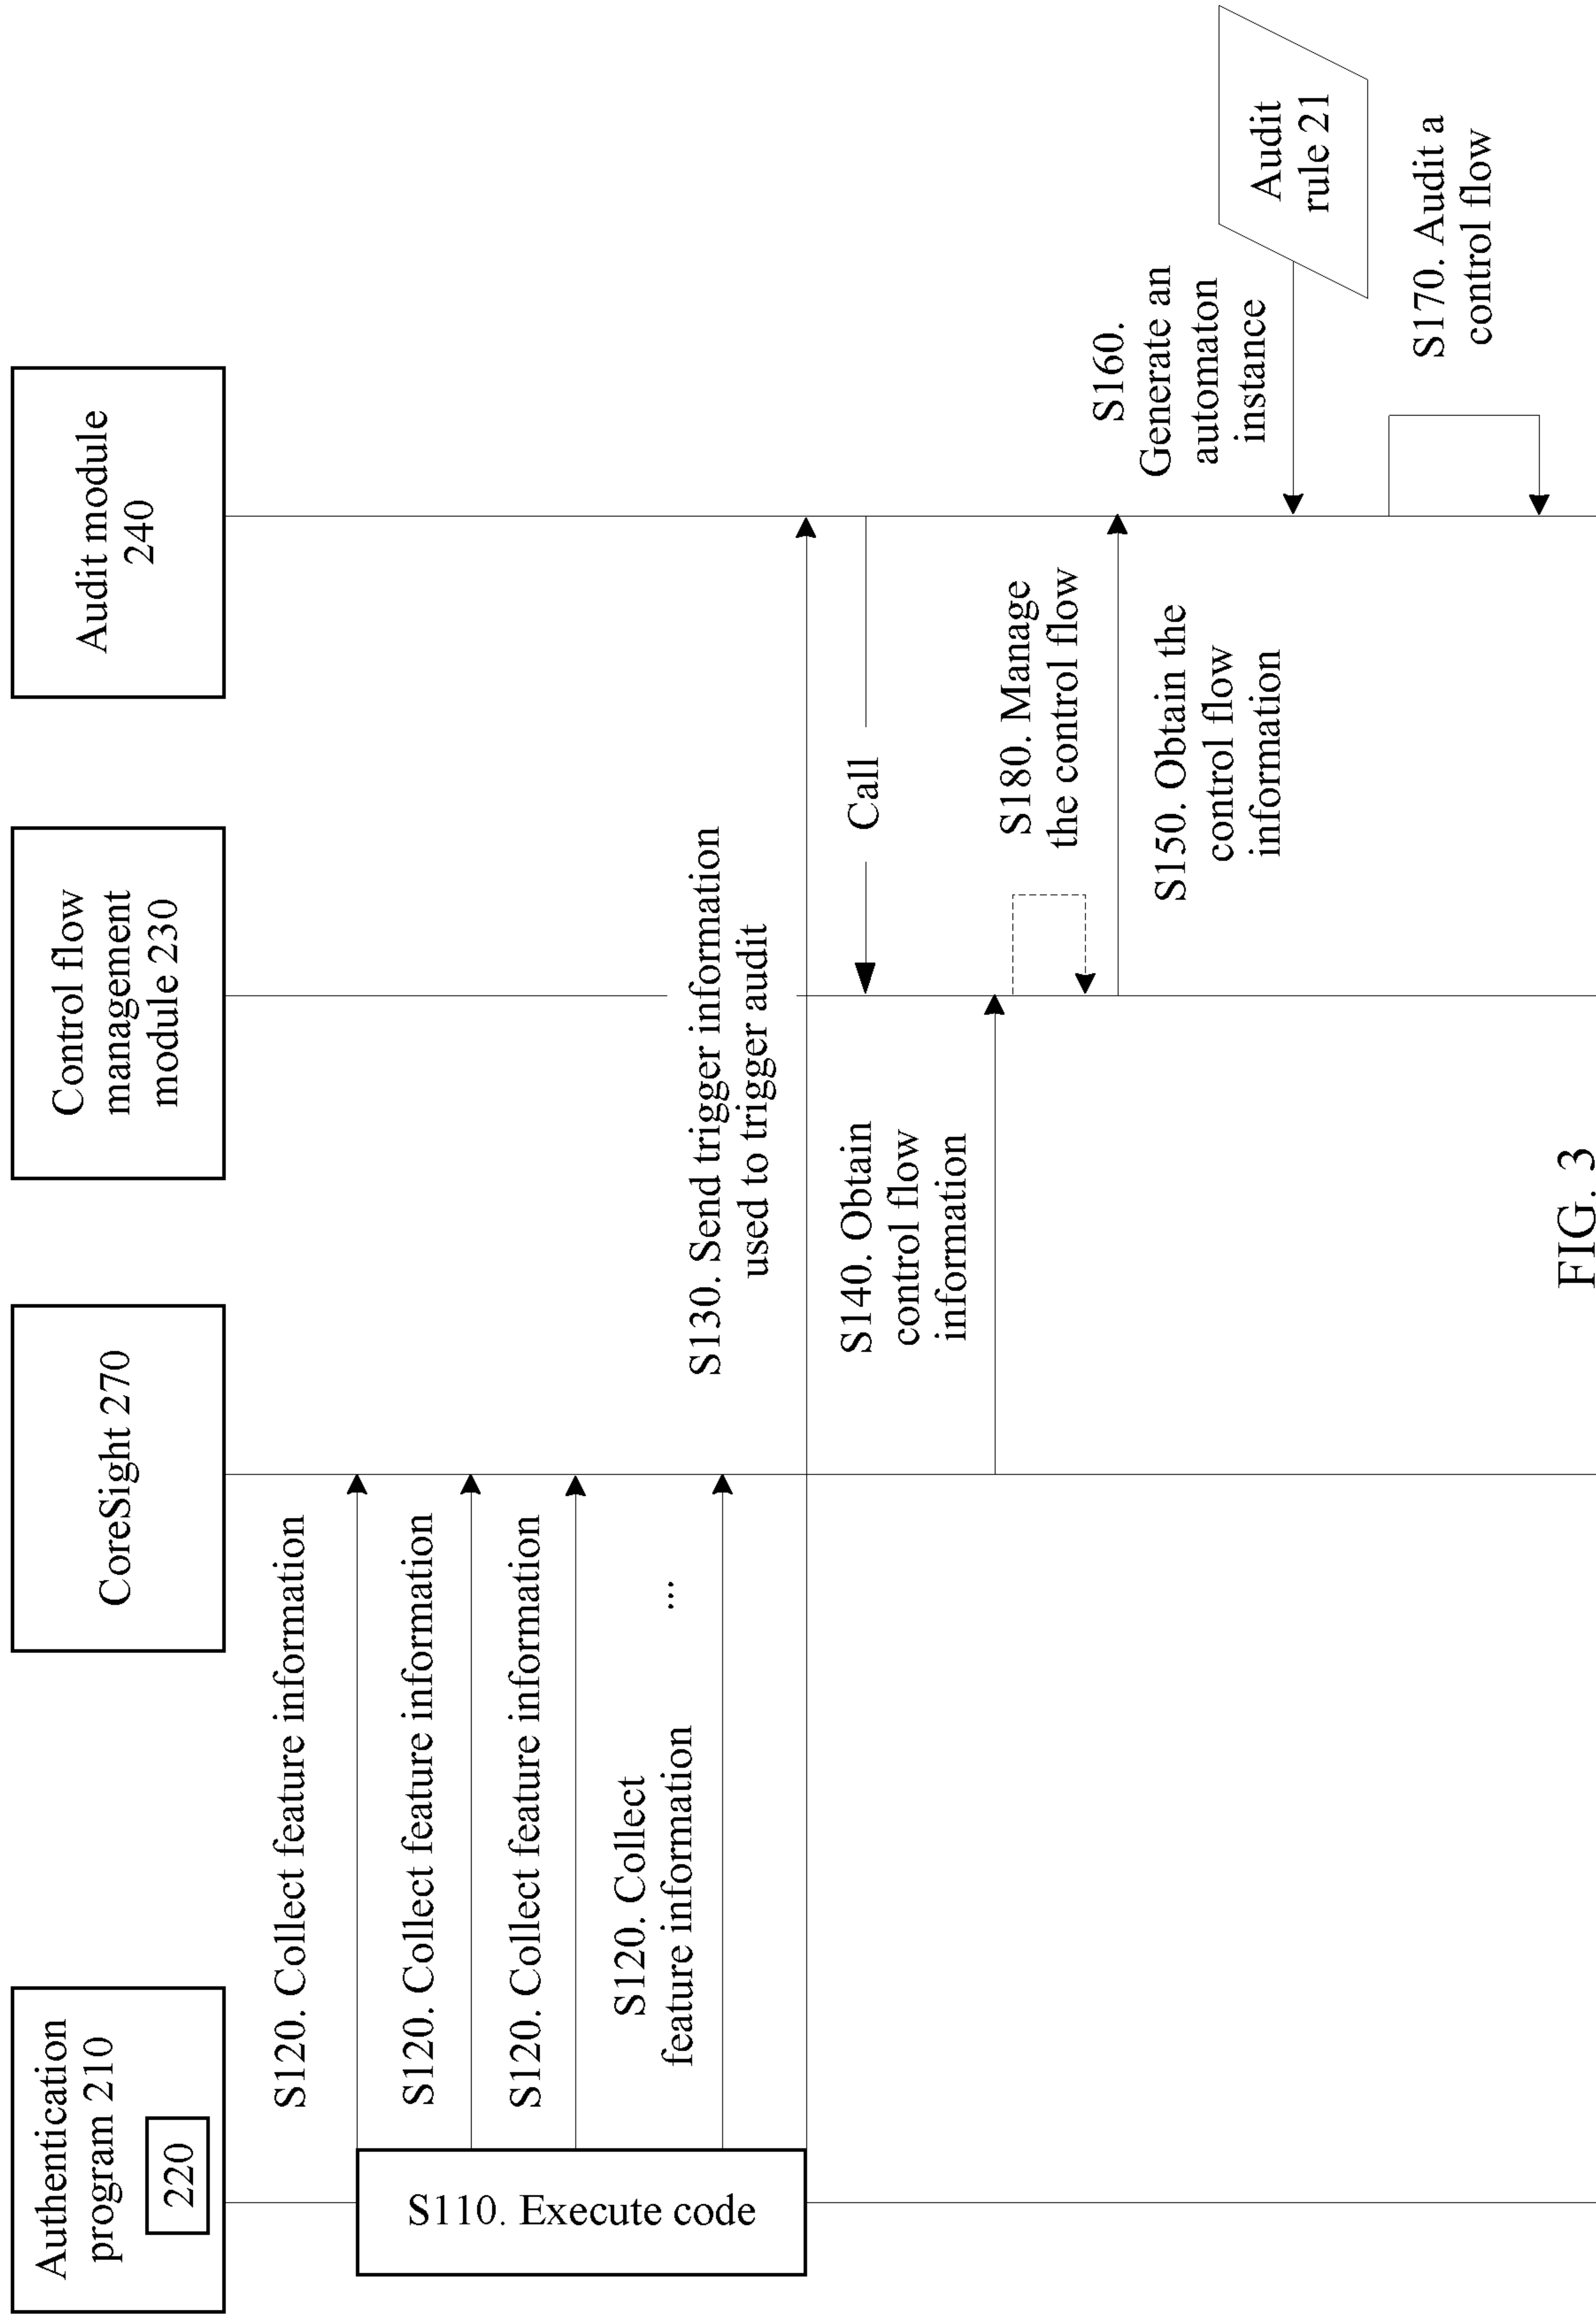 Authentication
program 210
220
CoreSight 270
Control flow
management
module 230
Audit module
240
S110. Execute code
S120. Collect feature information
S120. Collect feature information
S120. Collect feature information
S120. Collect
feature information
...
S130. Send trigger information
used to trigger audit
Call
S140. Obtain
control flow
information
S180. Manage
the control flow
S150. Obtain the
control flow
information
S160.
Generate an
automaton
instance
Audit
rule 21
S170. Audit a
control flow
FIG. 3